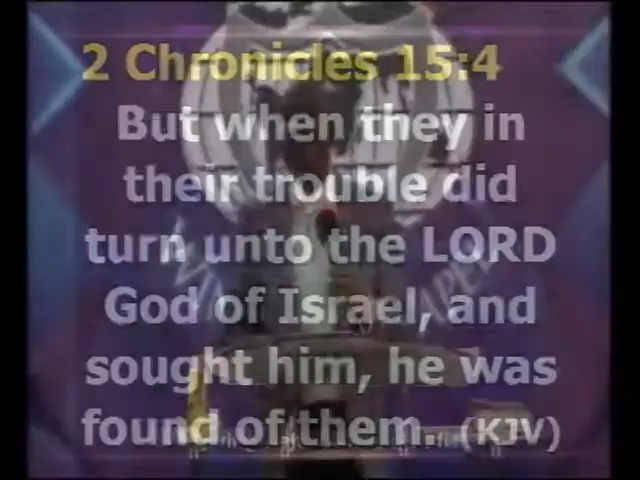 2 Chronicles 15:4
But when they in
their trouble did
turn unto the LORD
God of Israel, and
sought him, he was
found of them. (KJV)